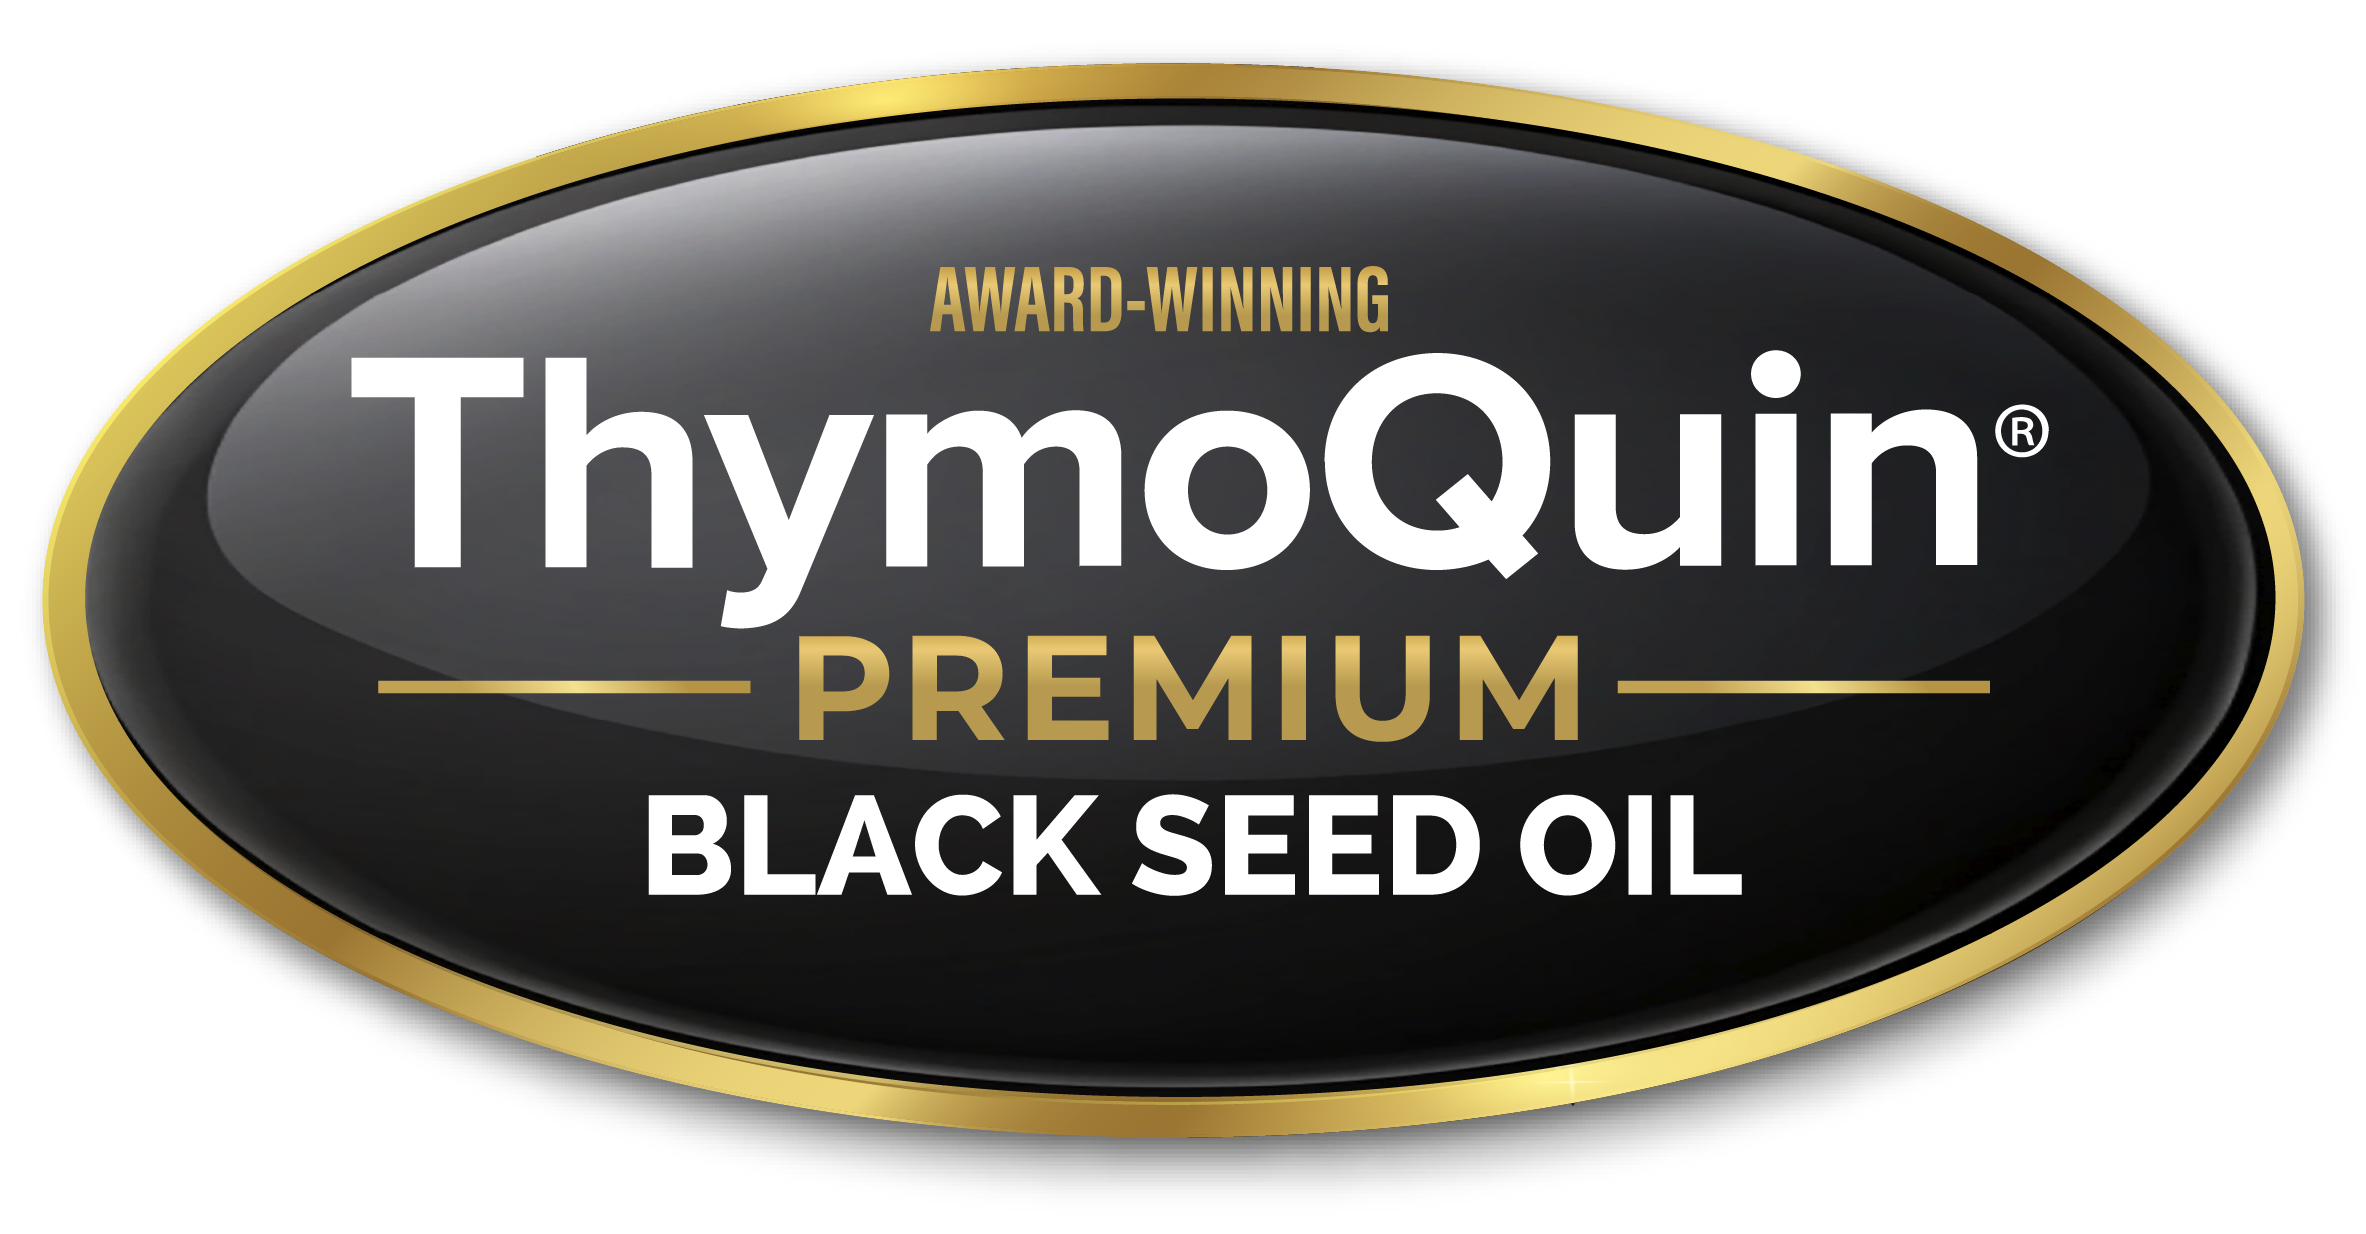 AWARD-WINNING
ThymoQuin®
PREMIUM
BLACK SEED OIL